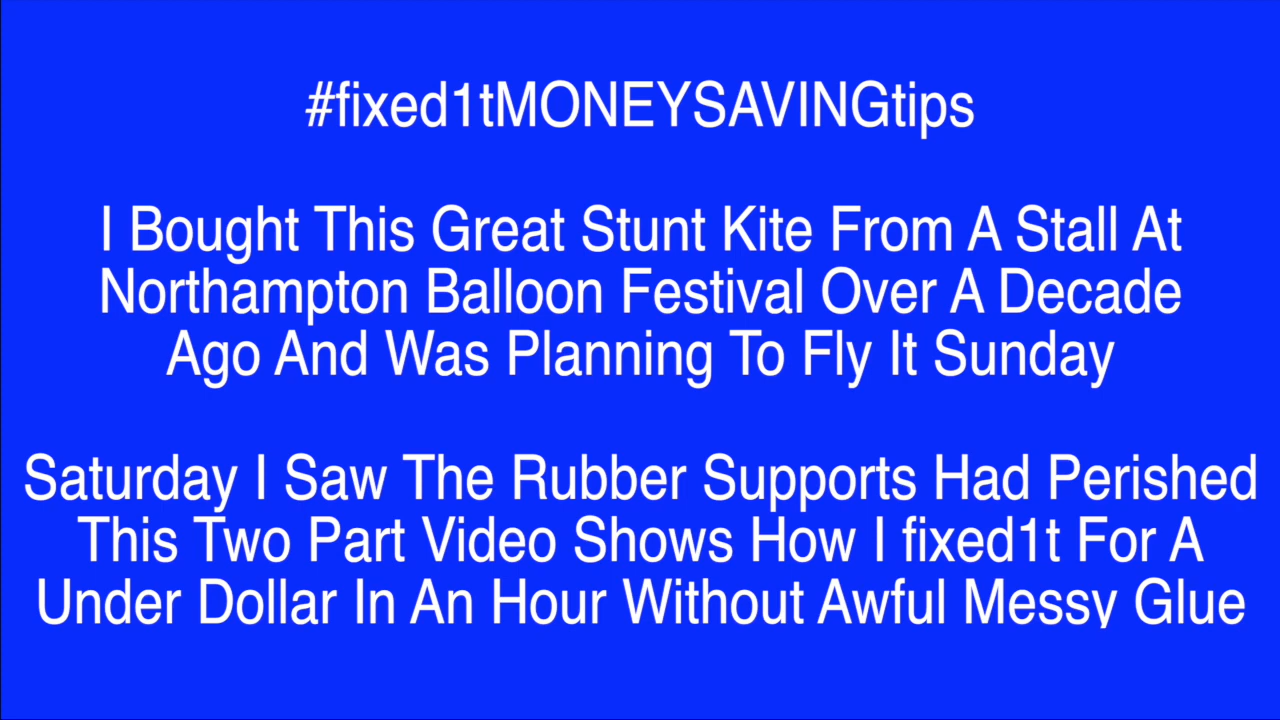 #fixed1tMONEYSAVINGtips
I Bought This Great Stunt Kite From A Stall At
Northampton Balloon Festival Over A Decade
Ago And Was Planning To Fly It Sunday
Saturday I Saw The Rubber Supports Had Perished
This Two Part Video Shows How I fixed1t For A
Under Dollar In An Hour Without Awful Messy Glue